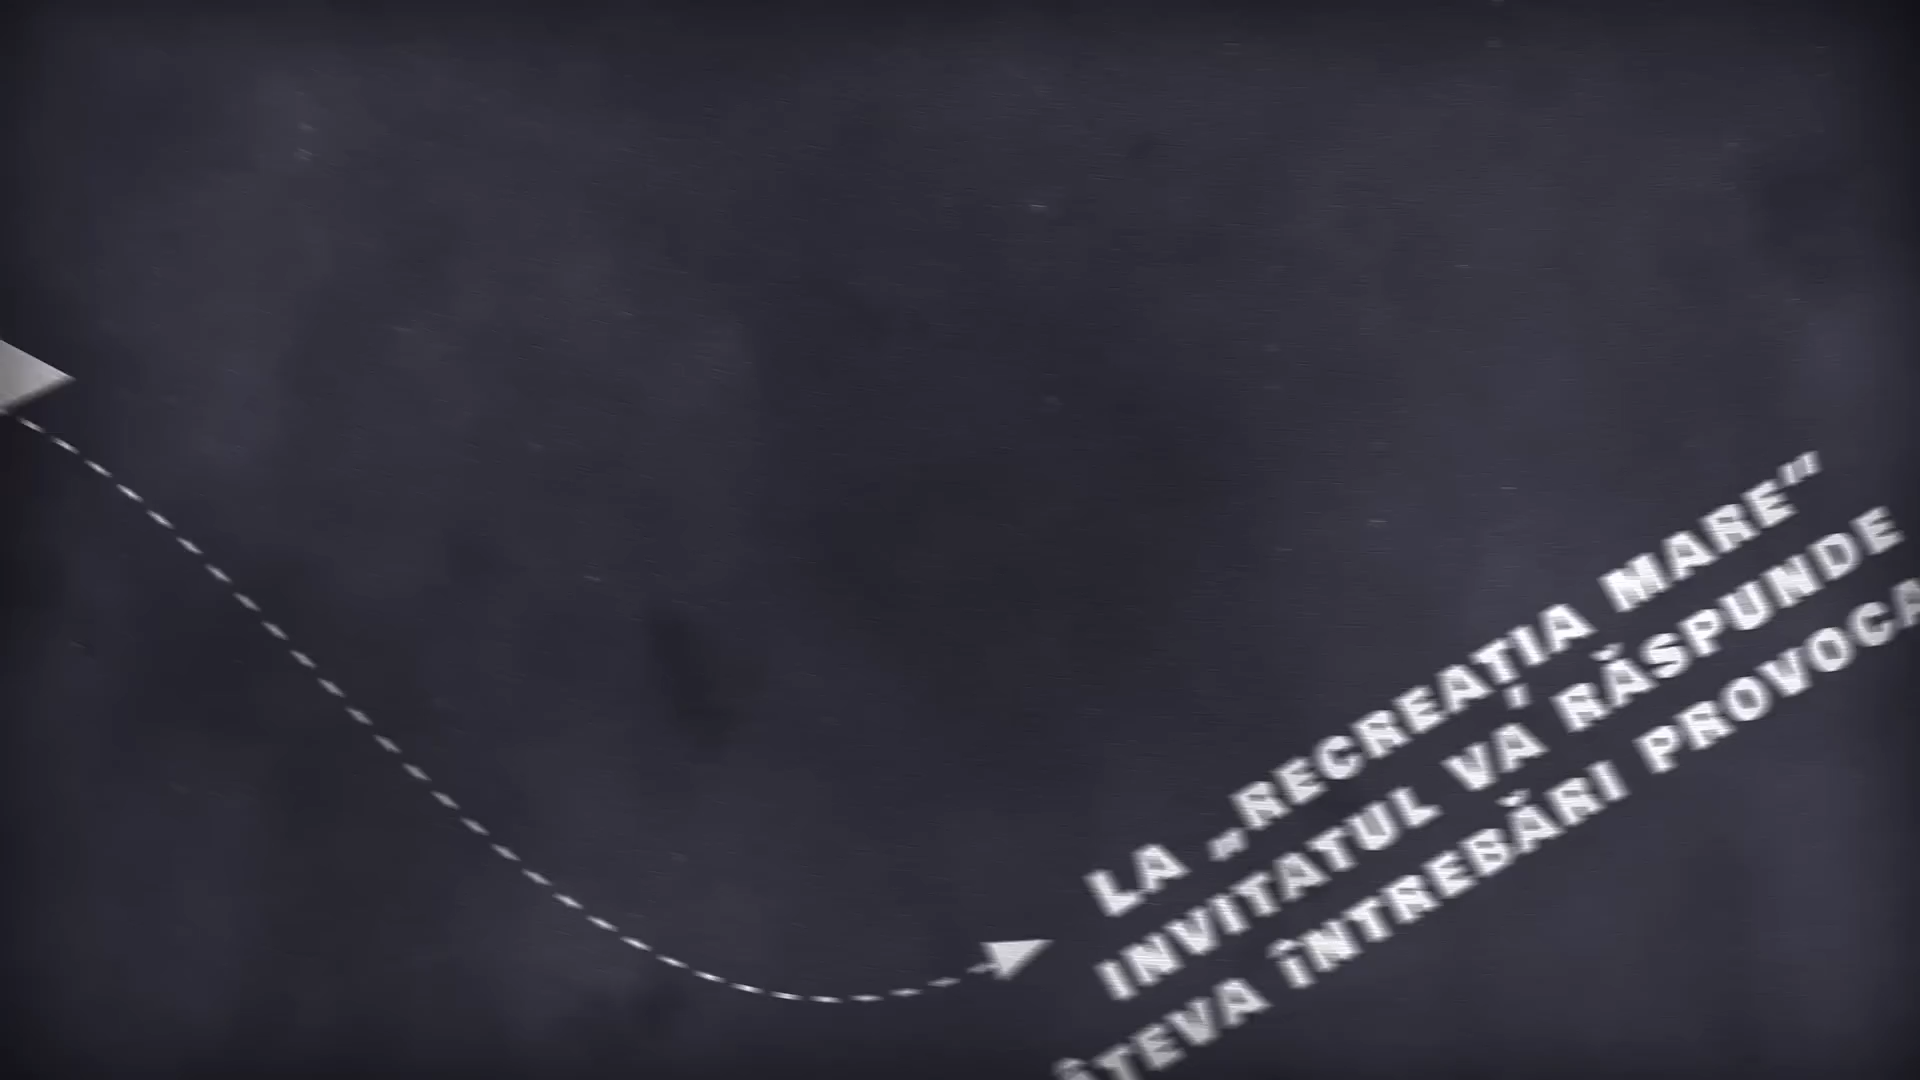 LA „RECREAȚIA MARE”
INVITATUL VA RĂSPUNDE
ÎNTREBĂRI